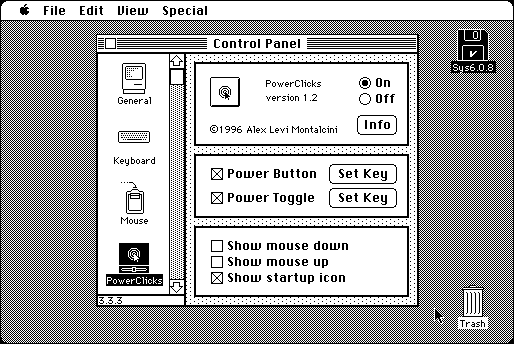 File Edit View Special
Control Panel
Sys6.0.8
General
Keyboard
Mouse
PowerClicks
3.3.3
PowerClicks
version 1.2
On
Off
©1996 Alex Levi Montalcini
Info
Power Button
Set Key
Power Toggle
Set Key
Show mouse down
Show mouse up
Show startup icon
Trash